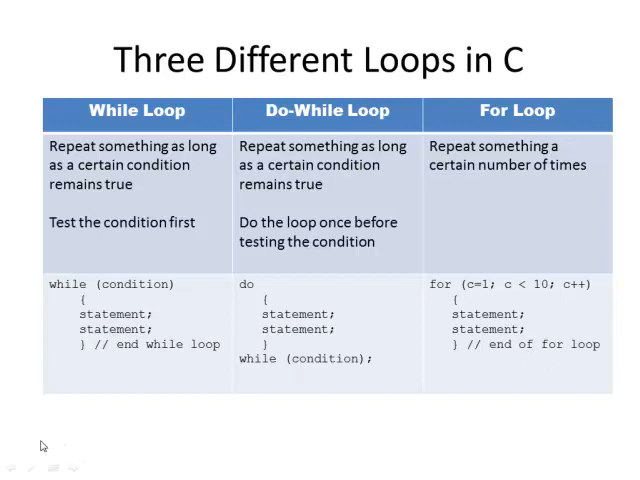 Three Different Loops in C
While Loop
Do-While Loop
For Loop
Repeat something as long
as a certain condition
remains true
Test the condition first
Repeat something as long
as a certain condition
remains true
Do the loop once before
testing the condition
Repeat something a
certain number of times
while (condition)
{
statement;
statement;
} // end while loop
do
{
statement;
statement;
}
while (condition);
for (c=1; c < 10; c++)
{
statement;
statement;
} // end of for loop